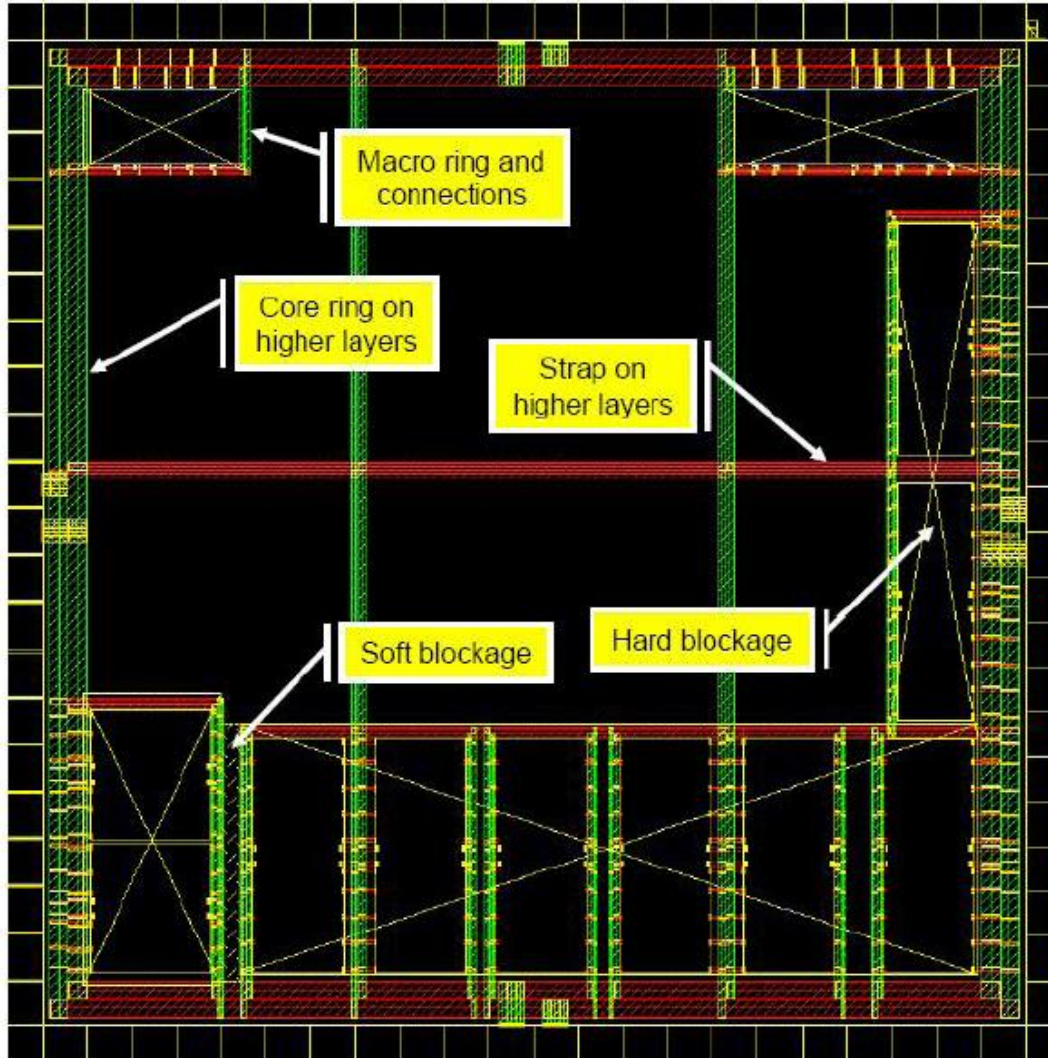 Macro ring and
connections
Core ring on
higher layers
Strap on
higher layers
Soft blockage
Hard blockage